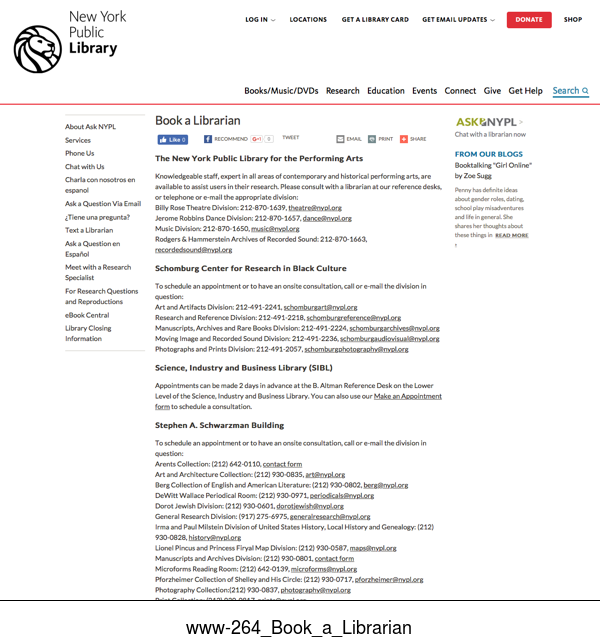 New York
Public
Library
LOG IN
LOCATIONS
GET A LIBRARY CARD
GET EMAIL UPDATES
DONATE
SHOP
Books/Music/DVDs Research Education Events Connect Give Get Help Search
About Ask NYPL
Services
Phone Us
Chat with Us
Charla con nosotros en
espanol
Ask a Question Via Email
¿Tiene una pregunta?
Text a Librarian
Ask a Question en
Español
Meet with a Research
Specialist
For Research Questions
and Reproductions
eBook Central
Library Closing
Information
Book a Librarian
Like 0
RECOMMEND
G+1 0
TWEET
EMAIL
PRINT
SHARE
The New York Public Library for the Performing Arts
Knowledgeable staff, expert in all areas of contemporary and historical performing arts, are
available to assist users in their research. Please consult with a librarian at our reference desks,
or telephone or e-mail the appropriate division:
Billy Rose Theatre Division: 212-870-1639, theatre@nypl.org
Jerome Robbins Dance Division: 212-870-1657, dance@nypl.org
Music Division: 212-870-1650, music@nypl.org
Rodgers & Hammerstein Archives of Recorded Sound: 212-870-1663,
recordedsound@nypl.org
Schomburg Center for Research in Black Culture
To schedule an appointment or to have an onsite consultation, call or e-mail the division in
question:
Art and Artifacts Division: 212-491-2241, schomburgart@nypl.org
Research and Reference Division: 212-491-2218, schomburgreference@nypl.org
Manuscripts, Archives and Rare Books Division: 212-491-2224, schomburgarchives@nypl.org
Moving Image and Recorded Sound Division: 212-491-2236, schomburgaudiovisual@nypl.org
Photographs and Prints Division: 212-491-2057, schomburgphotography@nypl.org
Science, Industry and Business Library (SIBL)
Appointments can be made 2 days in advance at the B. Altman Reference Desk on the Lower
Level of the Science, Industry and Business Library. You can also use our Make an Appointment
form to schedule a consultation.
Stephen A. Schwarzman Building
To schedule an appointment or to have an onsite consultation, call or e-mail the division in
question:
Arents Collection: (212) 642-0110, contact form
Art and Architecture Collection: (212) 930-0835, art@nypl.org
Berg Collection of English and American Literature: (212) 930-0802, berg@nypl.org
DeWitt Wallace Periodical Room: (212) 930-0971, periodicals@nypl.org
Dorot Jewish Division: (212) 930-0601, dorotjewish@nypl.org
General Research Division: (917) 275-6975, generalresearch@nypl.org
Irma and Paul Milstein Division of United States History, Local History and Genealogy: (212)
930-0828, history@nypl.org
Lionel Pincus and Princess Firyal Map Division: (212) 930-0587, maps@nypl.org
Manuscripts and Archives Division: (212) 930-0801, contact form
Microforms Reading Room: (212) 642-0139, microforms@nypl.org
Pforzheimer Collection of Shelley and His Circle: (212) 930-0717, pforzheimer@nypl.org
Photography Collection:(212) 930-0837, photography@nypl.org
ASK NYPL >
Chat with a librarian now
FROM OUR BLOGS
Booktalking "Girl Online"
by Zoe Sugg
Penny has definite ideas
about gender roles, dating,
school play misadventures
and life in general. She
shares her thoughts about
these things in READ MORE
www-264_Book_a_Librarian